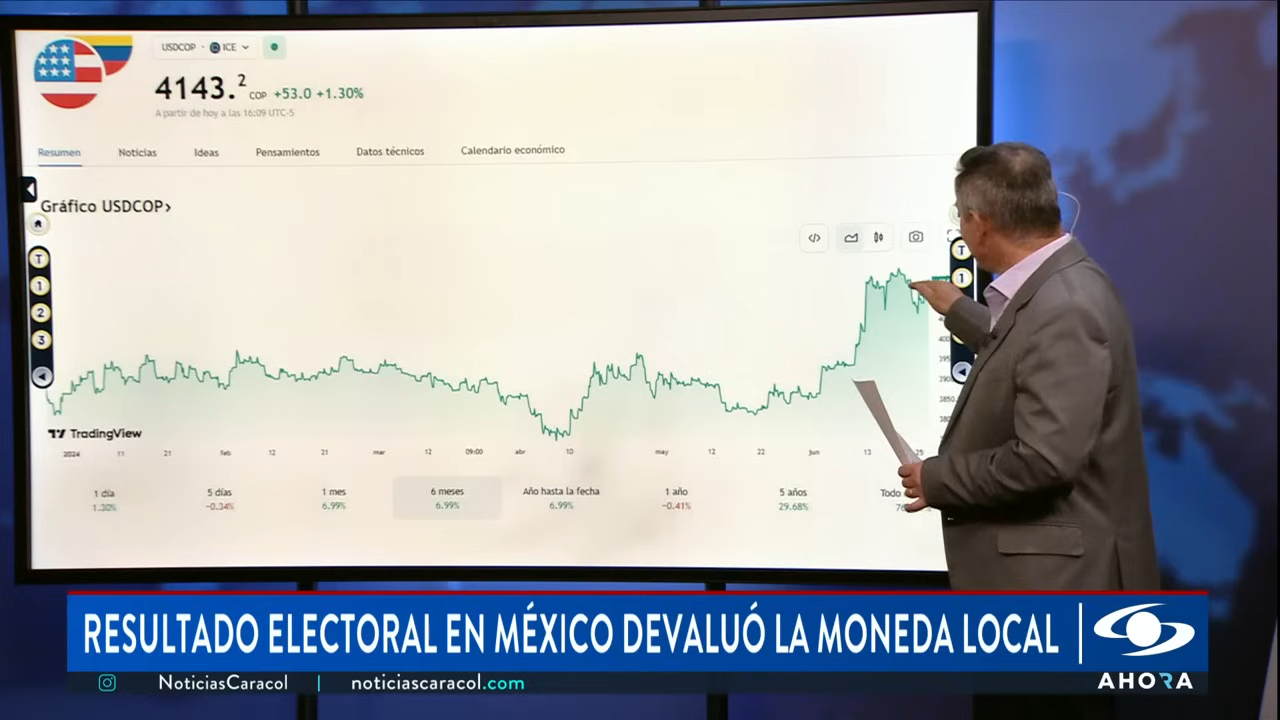 USDCOP · ICE
4143.2 COP +53.0 +1.30%
A partir de hoy a las 16:09 UTC-5
Resumen Noticias Ideas Pensamientos Datos técnicos Calendario económico
Gráfico USDCOP›
T
1
2
3
T
1
TradingView
2024 11 21 feb 12 21 mar 12 09:00 abr 10 may 12 22 jun 13 25
1 día 5 días 1 mes 6 meses Año hasta la fecha 1 año 5 años Todo
1.30% −0.34% 6.99% 6.99% 6.99% −0.41% 29.68%
RESULTADO ELECTORAL EN MÉXICO DEVALUÓ LA MONEDA LOCAL
AHORA
NoticiasCaracol | noticiascaracol.com